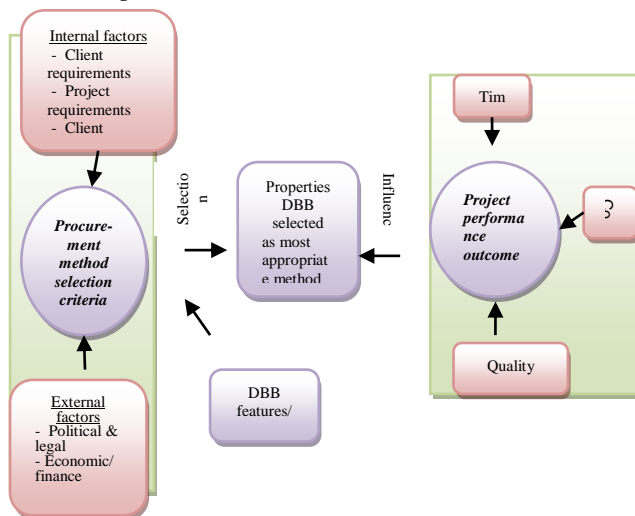 Internal factors
- Client
requirements
- Project
requirements
- Client
Procure-
ment
method
selection
criteria
External
factors
- Political &
legal
- Economic/
finance
Selectio
n
Properties
DBB
selected
as most
appropriat
e method
DBB
features/
Influenc
Tim
Project
performa
nce
outcome
Quality